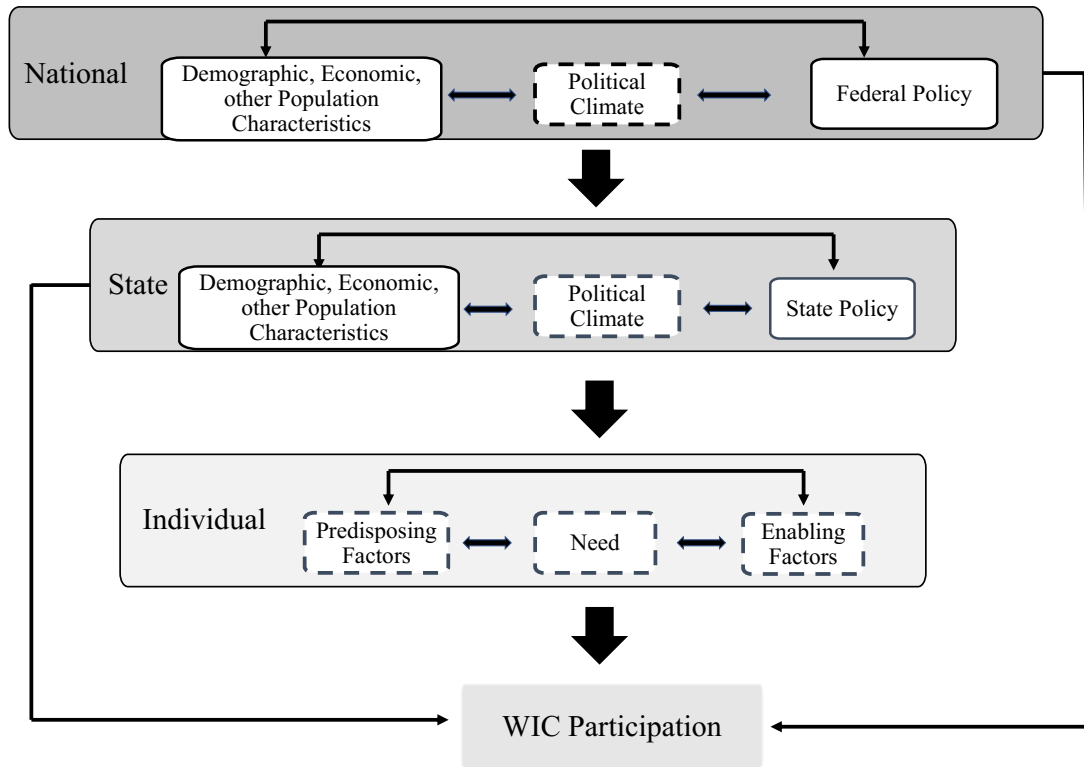 National
Demographic, Economic,
other Population
Characteristics
Political
Climate
Federal Policy
State
Demographic, Economic,
other Population
Characteristics
Political
Climate
State Policy
Individual
Predisposing
Factors
Need
Enabling
Factors
WIC Participation